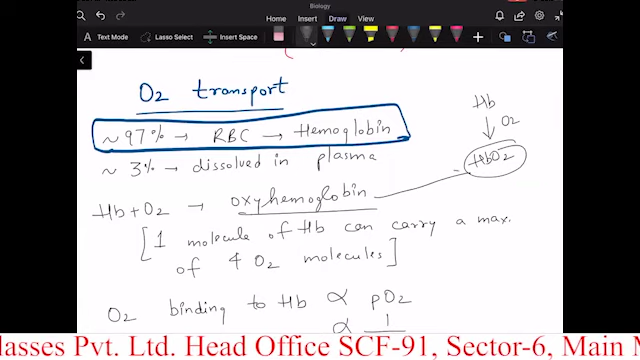 Biology
Home Insert Draw View
Text Mode Lasso Select Insert Space
O2 transport
~97% → RBC → Hemoglobin
~3% → dissolved in plasma
Hb
O2
HbO2
Hb + O2 → oxyhemoglobin
[1 molecule of Hb can carry a max.
of 4 O2 molecules]
O2 binding to Hb ∝ pO2
∝ 1
lasses Pvt. Ltd. Head Office SCF-91, Sector-6, Main M